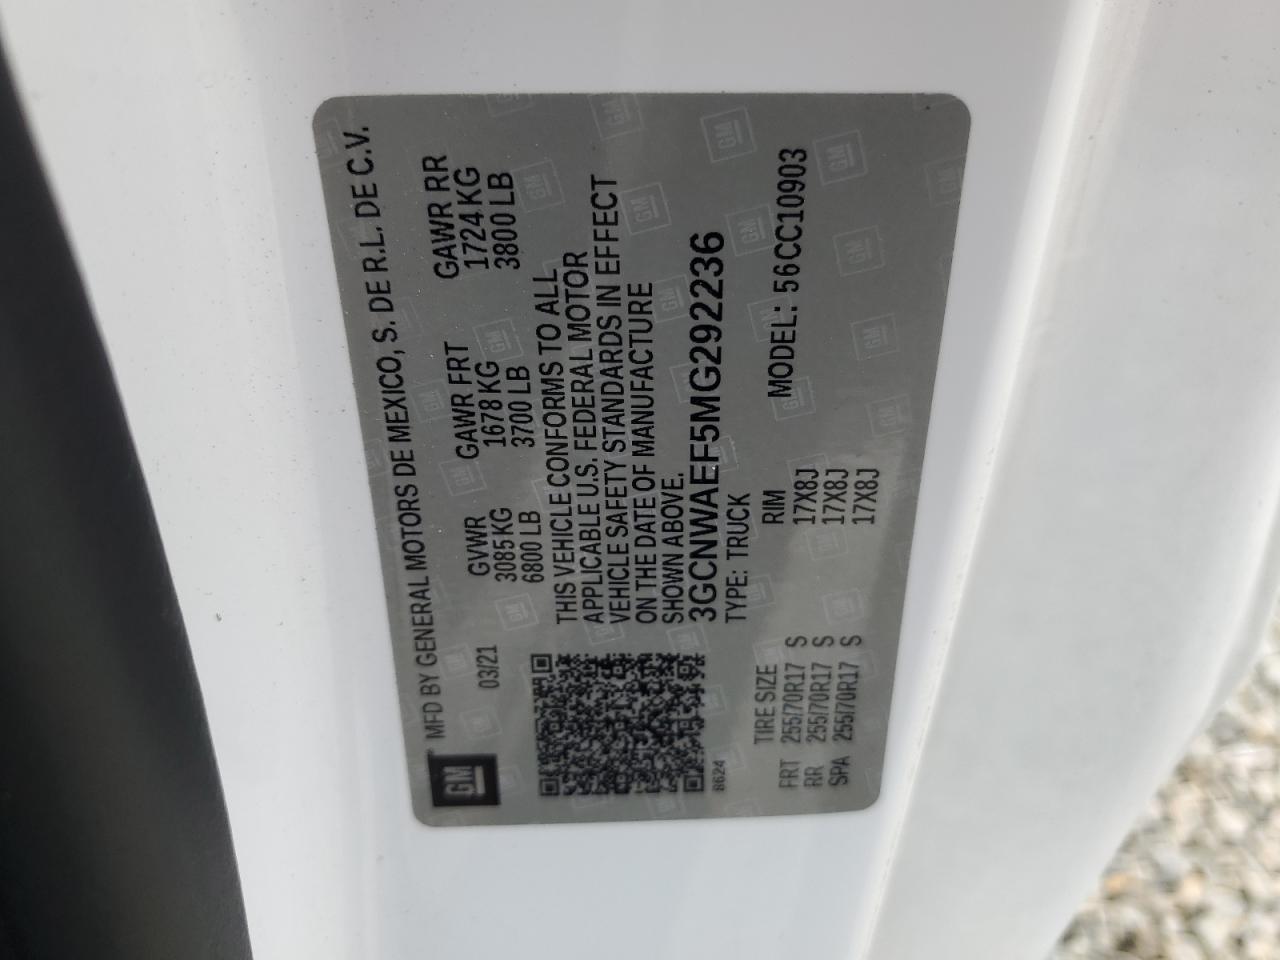 GM® MFD BY GENERAL MOTORS DE MEXICO, S. DE R.L. DE C.V.
03/21 GVWR GAWR FRT GAWR RR
3085 KG 1678 KG 1724 KG
6800 LB 3700 LB 3800 LB
THIS VEHICLE CONFORMS TO ALL
APPLICABLE U.S. FEDERAL MOTOR
VEHICLE SAFETY STANDARDS IN EFFECT
ON THE DATE OF MANUFACTURE
SHOWN ABOVE.
3GCNWAEF5MG292236
8624 TYPE: TRUCK
TIRE SIZE RIM MODEL: 56CC10903
FRT 255/70R17 S 17X8J
RR 255/70R17 S 17X8J
SPA 255/70R17 S 17X8J